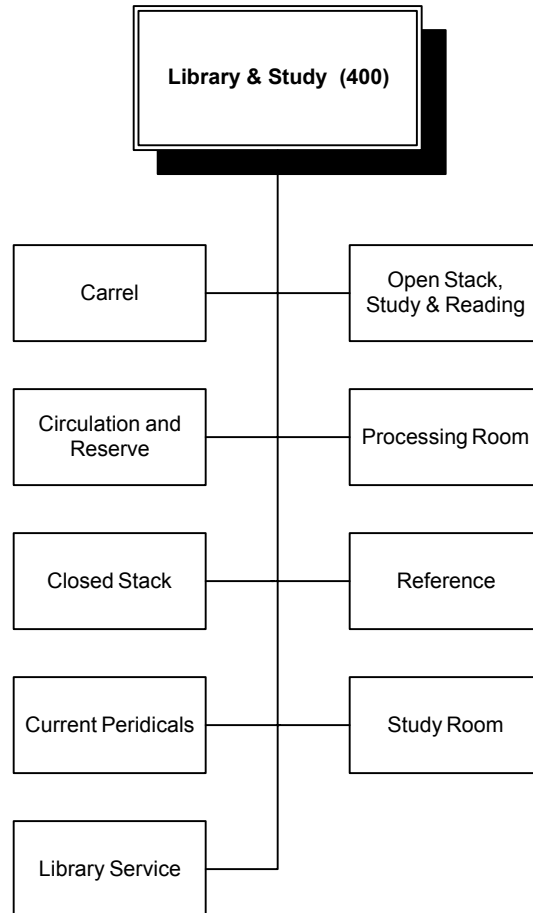 Library & Study (400)
Carrel
Open Stack,
Study & Reading
Circulation and
Reserve
Processing Room
Closed Stack
Reference
Current Peridicals
Study Room
Library Service